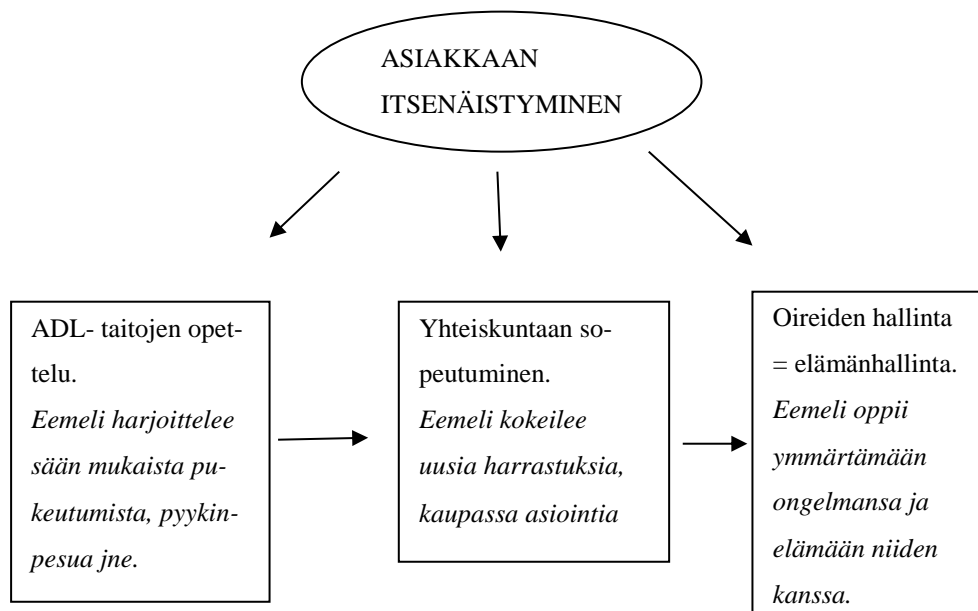 ASIAKKAAN
ITSENÄISTYMINEN
ADL- taitojen opet-
telu.
Eemeli harjoittelee
sään mukaista pu-
keutumista, pyykin-
pesua jne.
Yhteiskuntaan so-
peutuminen.
Eemeli kokeilee
uusia harrastuksia,
kaupassa asiointia
Oireiden hallinta
= elämänhallinta.
Eemeli oppii
ymmärtämään
ongelmansa ja
elämään niiden
kanssa.